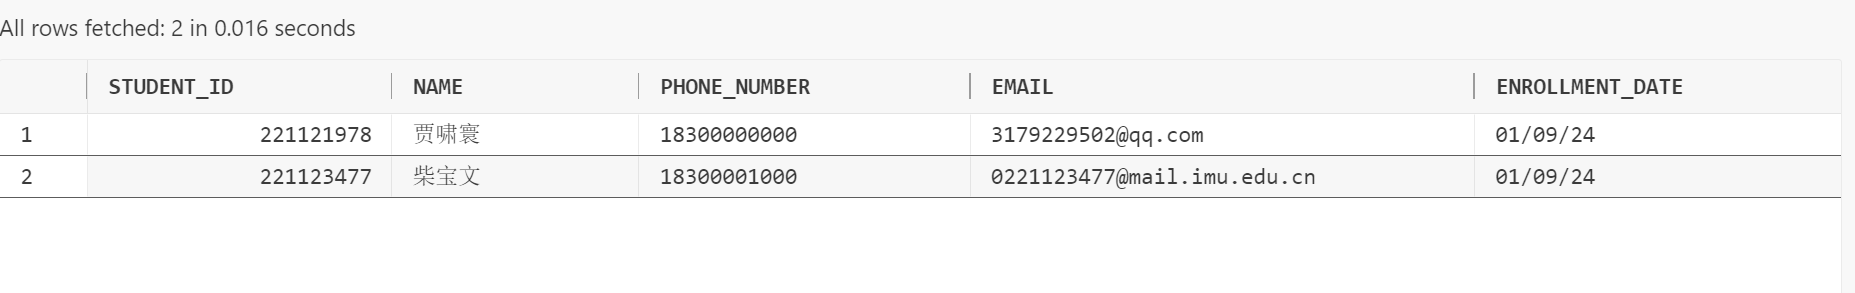 All rows fetched: 2 in 0.016 seconds
STUDENT_ID NAME PHONE_NUMBER EMAIL ENROLLMENT_DATE
1 221121978 贾啸寰 18300000000 3179229502@qq.com 01/09/24
2 221123477 柴宝文 18300001000 0221123477@mail.imu.edu.cn 01/09/24